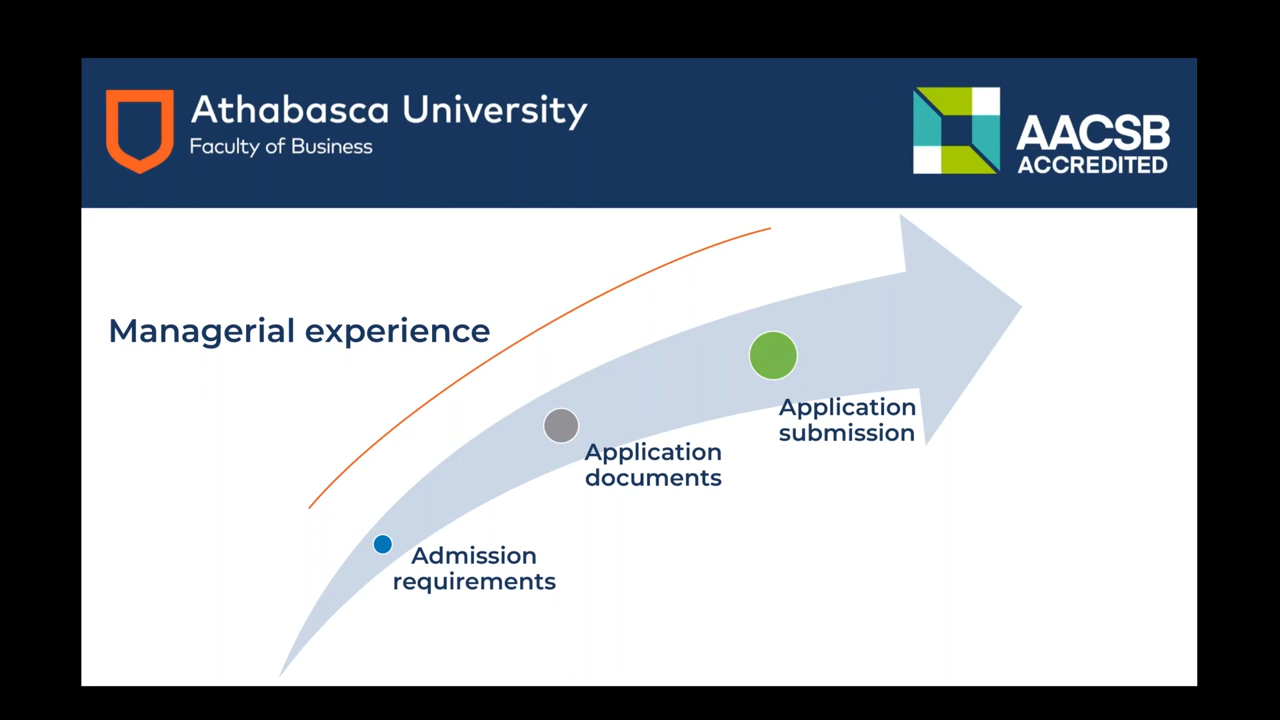 Athabasca University
Faculty of Business
AACSB
ACCREDITED
Managerial experience
Application
submission
Application
documents
Admission
requirements